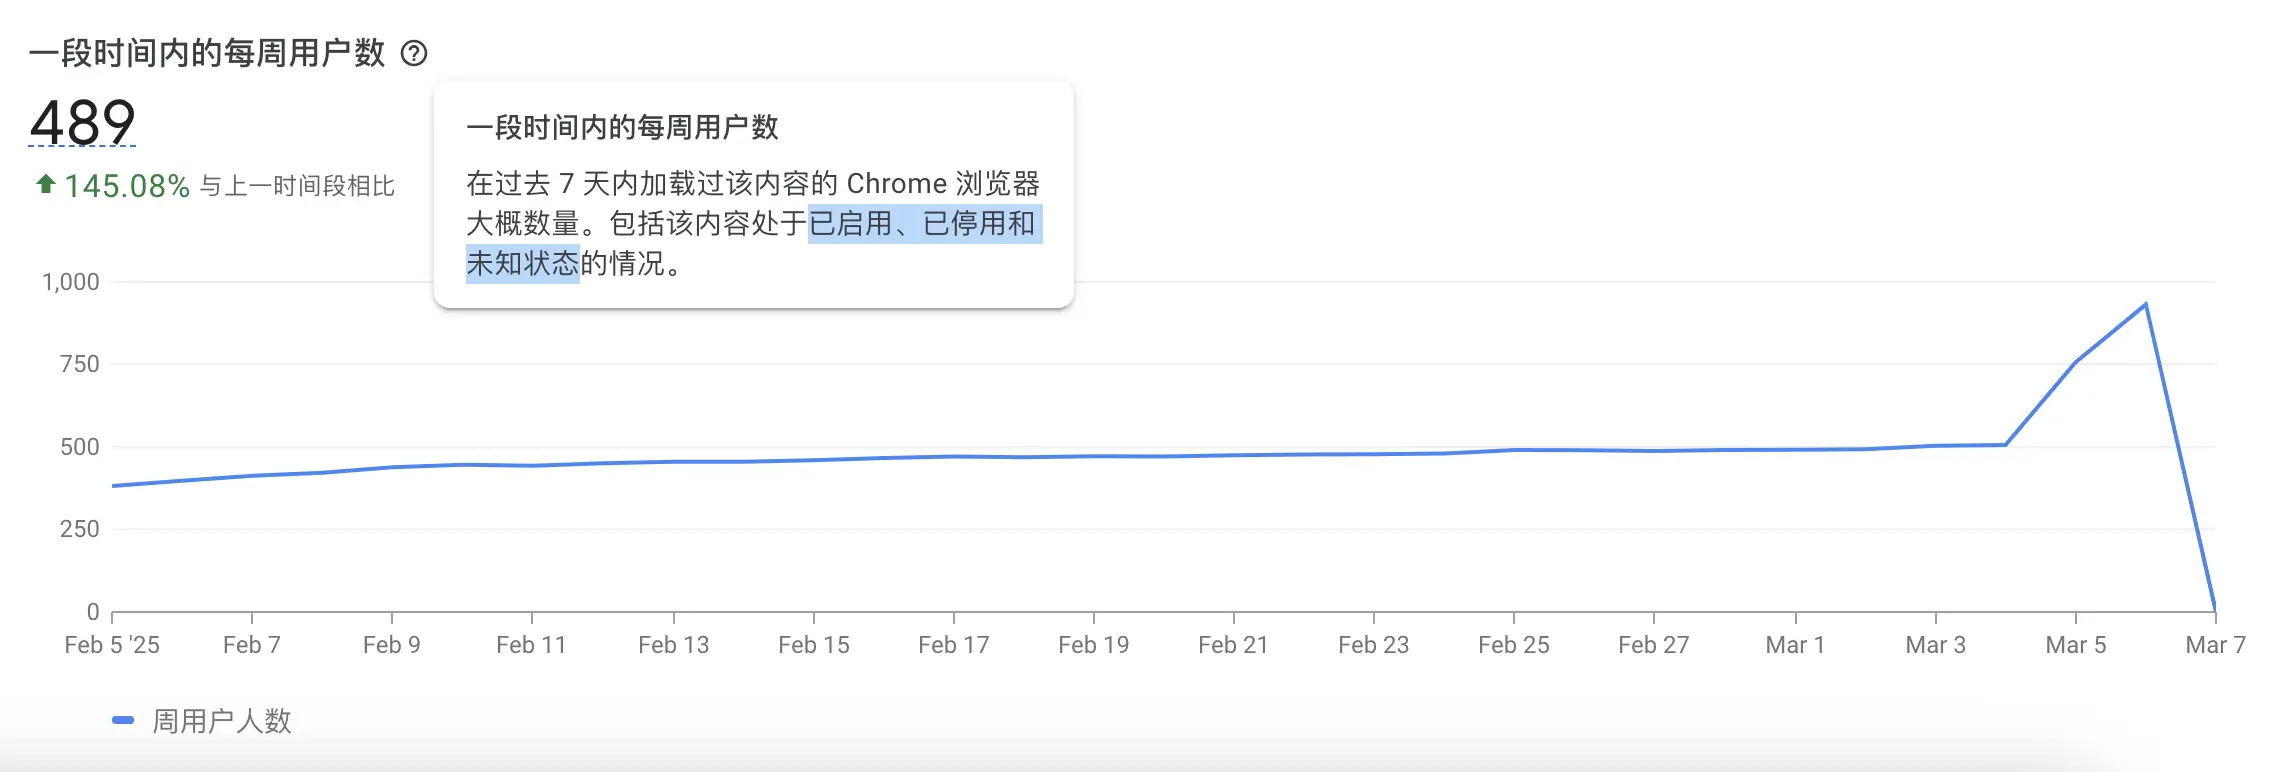 一段时间内的每周用户数
489
145.08% 与上一时间段相比
一段时间内的每周用户数
在过去 7 天内加载过该内容的 Chrome 浏览器
大概数量。包括该内容处于已启用、已停用和
未知状态的情况。
1,000
750
500
250
0
Feb 5 '25 Feb 7 Feb 9 Feb 11 Feb 13 Feb 15 Feb 17 Feb 19 Feb 21 Feb 23 Feb 25 Feb 27 Mar 1 Mar 3 Mar 5 Mar 7
周用户人数